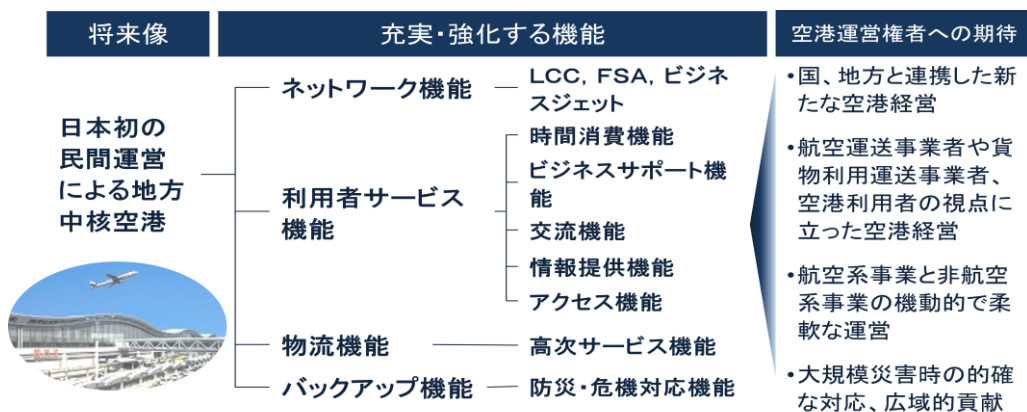 将来像
充実・強化する機能
空港運営権者への期待
日本初の
民間運営
による地方
中核空港
ネットワーク機能
LCC, FSA, ビジネ
スジェット
利用者サービス
機能
時間消費機能
ビジネスサポート機
能
交流機能
情報提供機能
アクセス機能
物流機能
高次サービス機能
バックアップ機能
防災・危機対応機能
•国、地方と連携した新
たな空港経営
•航空運送事業者や貨
物利用運送事業者、
空港利用者の視点に
立った空港経営
•航空系事業と非航空
系事業の機動的で柔
軟な運営
•大規模災害時の的確
な対応、広域的貢献